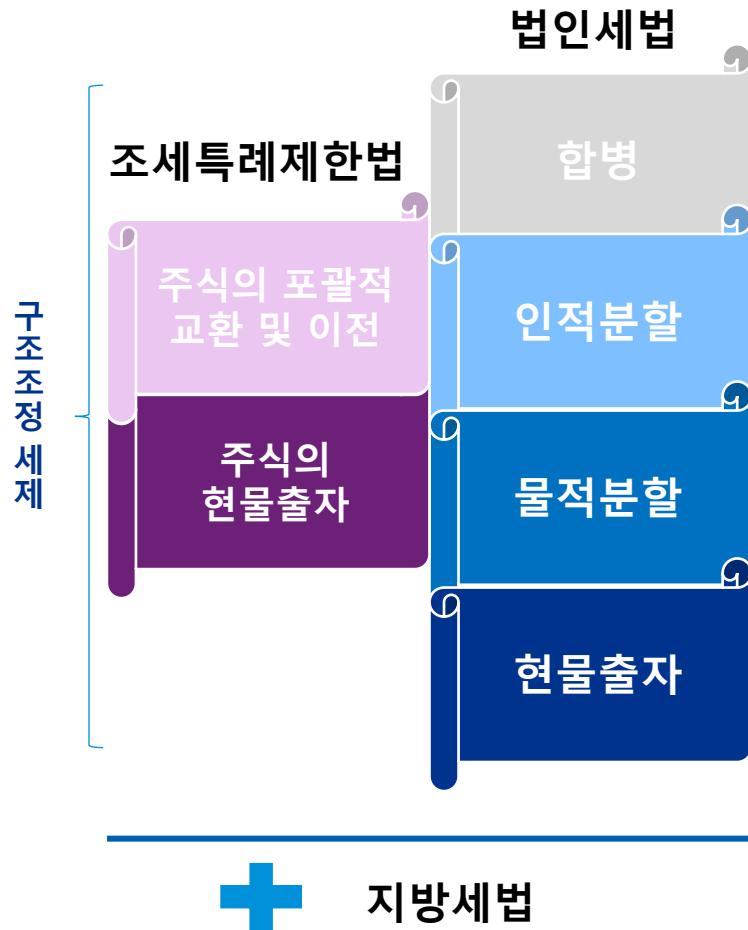 법인세법
조세특례제한법
합병
주식의 포괄적
교환 및 이전
인적분할
구조조정 세제
주식의
현물출자
물적분할
현물출자
지방세법